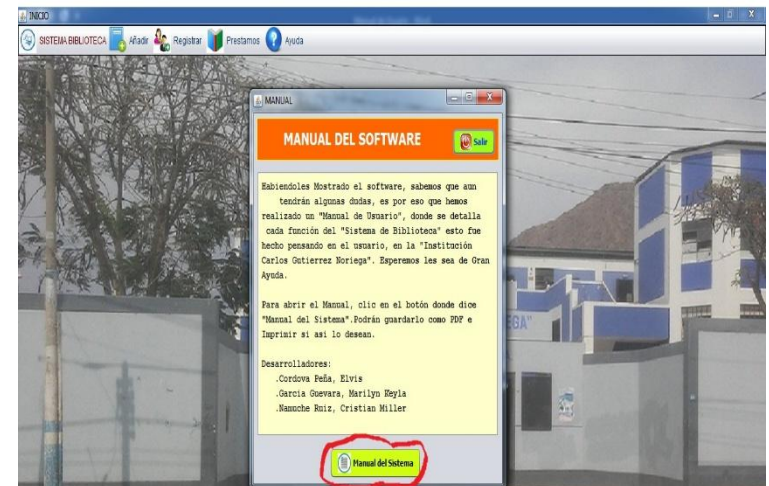 INICIO
SISTEMA BIBLIOTECA Añadir Registrar Prestamos Ayuda
MANUAL
MANUAL DEL SOFTWARE
Salir
Habiendoles Mostrado el software, sabemos que aun
tendrán algunas dudas, es por eso que hemos
realizado un "Manual de Usuario", donde se detalla
cada función del "Sistema de Biblioteca" esto fue
hecho pensando en el usuario, en la "Institución
Carlos Gutierrez Noriega". Esperemos les sea de Gran
Ayuda.
Para abrir el Manual, clic en el botón donde dice
"Manual del Sistema".Podrán guardarlo como PDF e
Imprimir si asi lo desean.
Desarrolladores:
.Cordova Peña, Elvis
.Garcia Guevara, Marilyn Keyla
.Namuche Ruiz, Cristian Miller
EGA"
Manual del Sistema